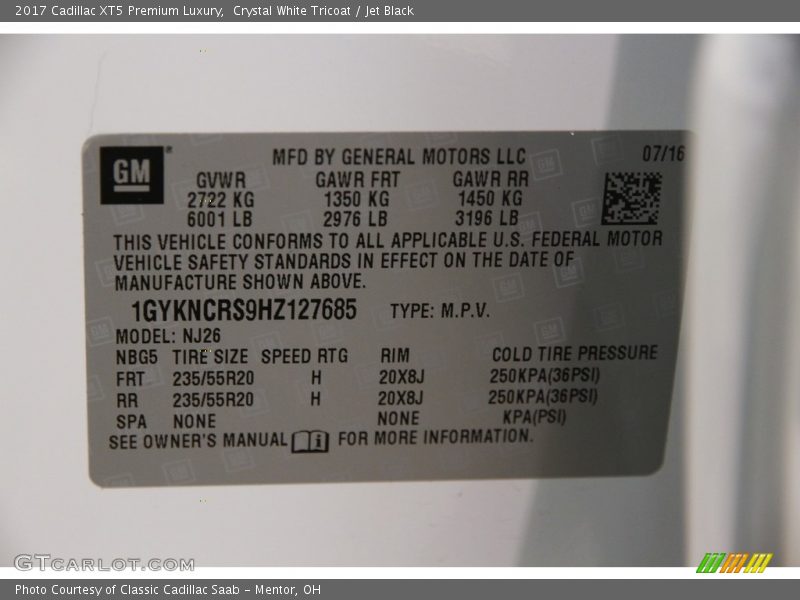 2017 Cadillac XT5 Premium Luxury,  Crystal White Tricoat / Jet Black
GM®
MFD BY GENERAL MOTORS LLC
07/16
GVWR GAWR FRT GAWR RR
2722 KG 1350 KG 1450 KG
6001 LB 2976 LB 3196 LB
THIS VEHICLE CONFORMS TO ALL APPLICABLE U.S. FEDERAL MOTOR
VEHICLE SAFETY STANDARDS IN EFFECT ON THE DATE OF
MANUFACTURE SHOWN ABOVE.
1GYKNCRS9HZ127685 TYPE: M.P.V.
MODEL: NJ26
NBG5 TIRE SIZE SPEED RTG RIM COLD TIRE PRESSURE
FRT 235/55R20 H 20X8J 250KPA(36PSI)
RR 235/55R20 H 20X8J 250KPA(36PSI)
SPA NONE NONE KPA(PSI)
SEE OWNER'S MANUAL FOR MORE INFORMATION.
GTCARLOT.COM
Photo Courtesy of Classic Cadillac Saab - Mentor, OH